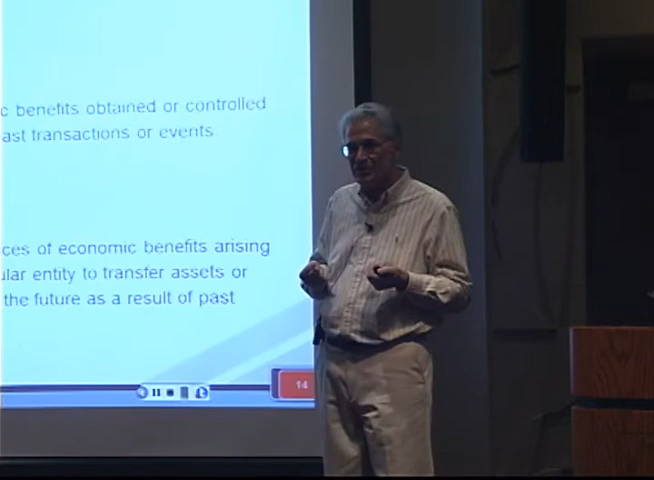 c benefits obtained or controlled
ast transactions or events
ces of economic benefits arising
ular entity to transfer assets or
the future as a result of past
14